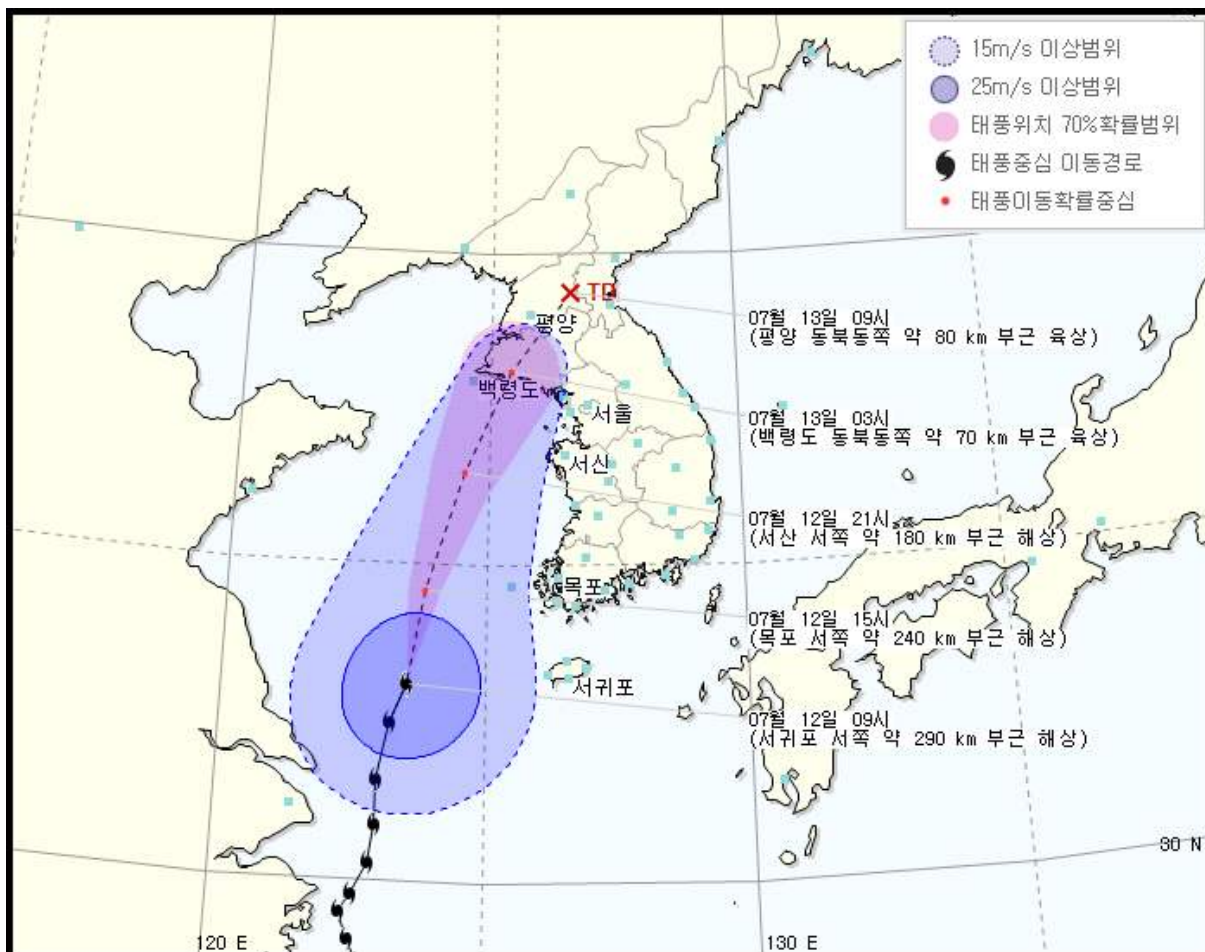 15m/s 이상범위
25m/s 이상범위
태풍위치 70%확률범위
태풍중심 이동경로
태풍이동확률중심
TD
평양
07월 13일 09시
(평양 동북동쪽 약 80 km 부근 육상)
백령도
서울
07월 13일 03시
(백령도 동북동쪽 약 70 km 부근 육상)
서산
07월 12일 21시
(서산 서쪽 약 180 km 부근 해상)
목포
07월 12일 15시
(목포 서쪽 약 240 km 부근 해상)
서귀포
07월 12일 09시
(서귀포 서쪽 약 290 km 부근 해상)
30 N
120 E
130 E